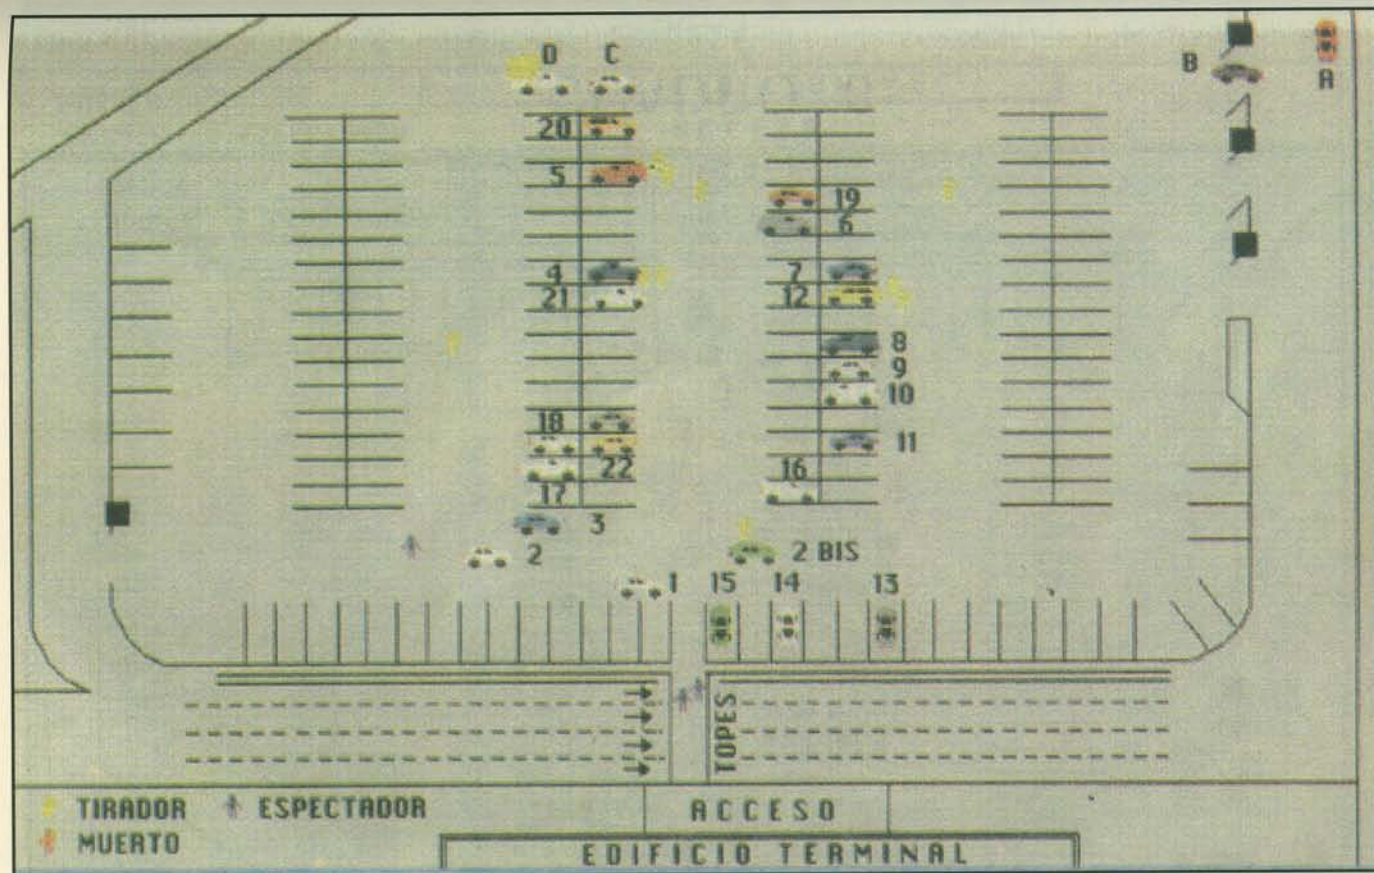 D C
B
A
20
5
19
6
4
7
21
12
8
9
10
18
11
22
16
17
3
2
2 BIS
1
15
14
13
TOPES
TIRADOR
ESPECTADOR
MUERTO
ACCESO
EDIFICIO TERMINAL